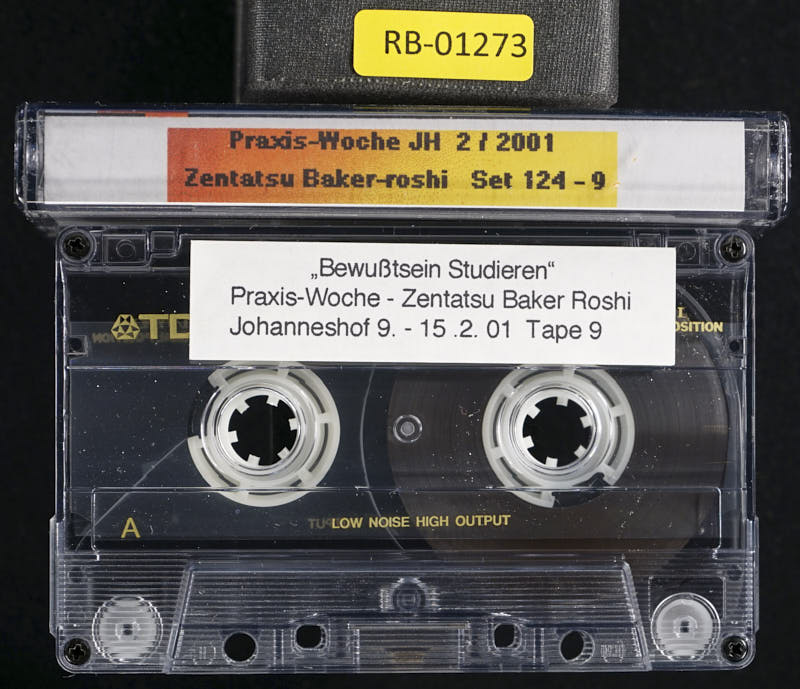 RB-01273
Praxis-Woche JH 2 / 2001
Zentatsu Baker-roshi Set 124 - 9
„Bewußtsein Studieren“
Praxis-Woche - Zentatsu Baker Roshi
Johanneshof 9. - 15 .2. 01 Tape 9
A
LOW NOISE HIGH OUTPUT